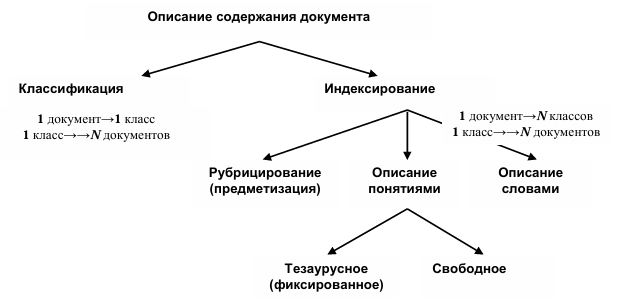 Описание содержания документа
Классификация
Индексирование
1 документ→1 класс
1 класс→→N документов
1 документ→N классов
1 класс→→N документов
Рубрицирование
(предметизация)
Описание
понятиями
Описание
словами
Тезаурусное
(фиксированное)
Свободное